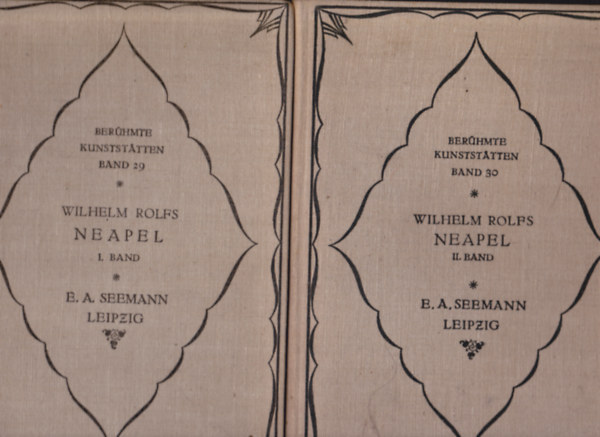 BERÜHMTE
KUNSTSTÄTTEN
BAND 29
*
WILHELM ROLFS
NEAPEL
I. BAND
*
E. A. SEEMANN
LEIPZIG
BERÜHMTE
KUNSTSTÄTTEN
BAND 30
*
WILHELM ROLFS
NEAPEL
II. BAND
*
E. A. SEEMANN
LEIPZIG